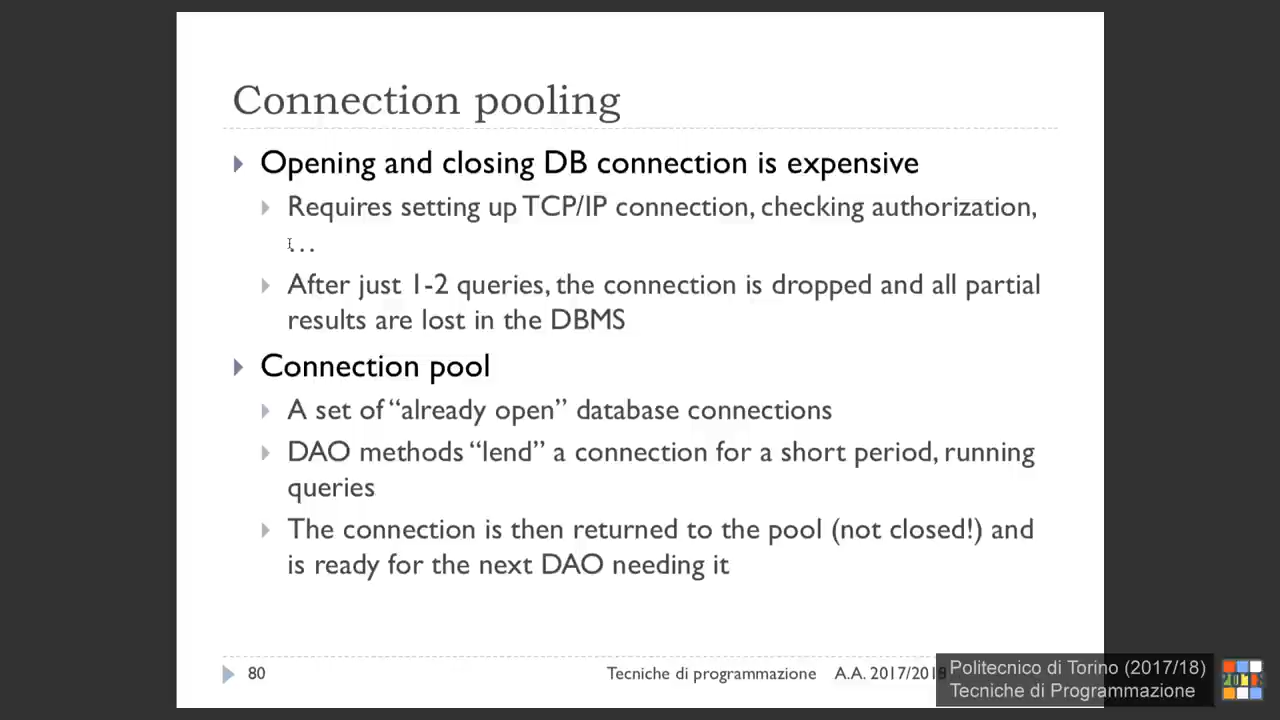 Connection pooling
Opening and closing DB connection is expensive
Requires setting up TCP/IP connection, checking authorization,
…
After just 1-2 queries, the connection is dropped and all partial
results are lost in the DBMS
Connection pool
A set of “already open” database connections
DAO methods “lend” a connection for a short period, running
queries
The connection is then returned to the pool (not closed!) and
is ready for the next DAO needing it
80
Tecniche di programmazione A.A. 2017/2018
Politecnico di Torino (2017/18)
Tecniche di Programmazione
2018